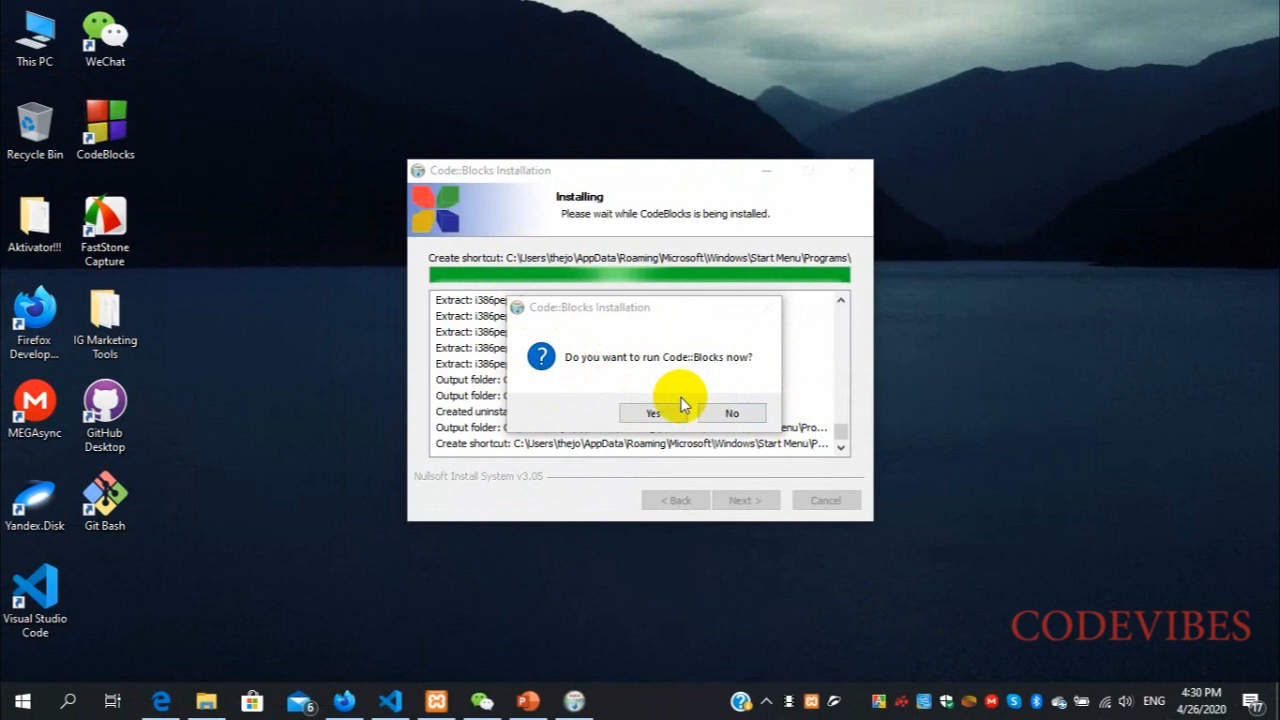 This PC
WeChat
Recycle Bin
CodeBlocks
Aktivator!!!
FastStone
Capture
Firefox
Develop...
IG Marketing
Tools
MEGAsync
GitHub
Desktop
Yandex.Disk
Git Bash
Visual Studio
Code
Code::Blocks Installation
Installing
Please wait while CodeBlocks is being installed.
Create shortcut: C:\Users\thejo\AppData\Roaming\Microsoft\Windows\Start Menu\Programs\
Extract: i386pe
Extract: i386pe
Extract: i386pe
Extract: i386pe
Extract: i386pe
Output folder:
Output folder:
Created uninsta
Output folder: enu\Pro...
Create shortcut: C:\Users\thejo\AppData\Roaming\Microsoft\Windows\Start Menu\P...
Code::Blocks Installation
Do you want to run Code::Blocks now?
Yes
No
Nullsoft Install System v3.05
< Back
Next >
Cancel
CODEVIBES
6
ENG
4:30 PM
4/26/2020
17